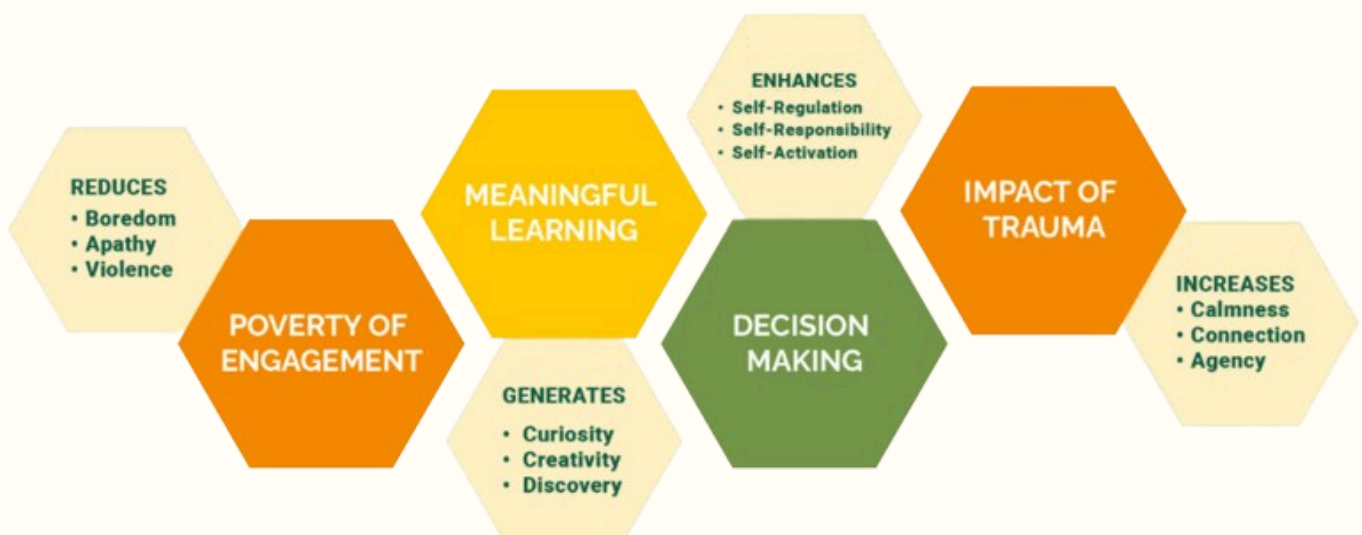 REDUCES
• Boredom
• Apathy
• Violence
POVERTY OF
ENGAGEMENT
MEANINGFUL
LEARNING
GENERATES
• Curiosity
• Creativity
• Discovery
ENHANCES
• Self-Regulation
• Self-Responsibility
• Self-Activation
DECISION
MAKING
IMPACT OF
TRAUMA
INCREASES
• Calmness
• Connection
• Agency